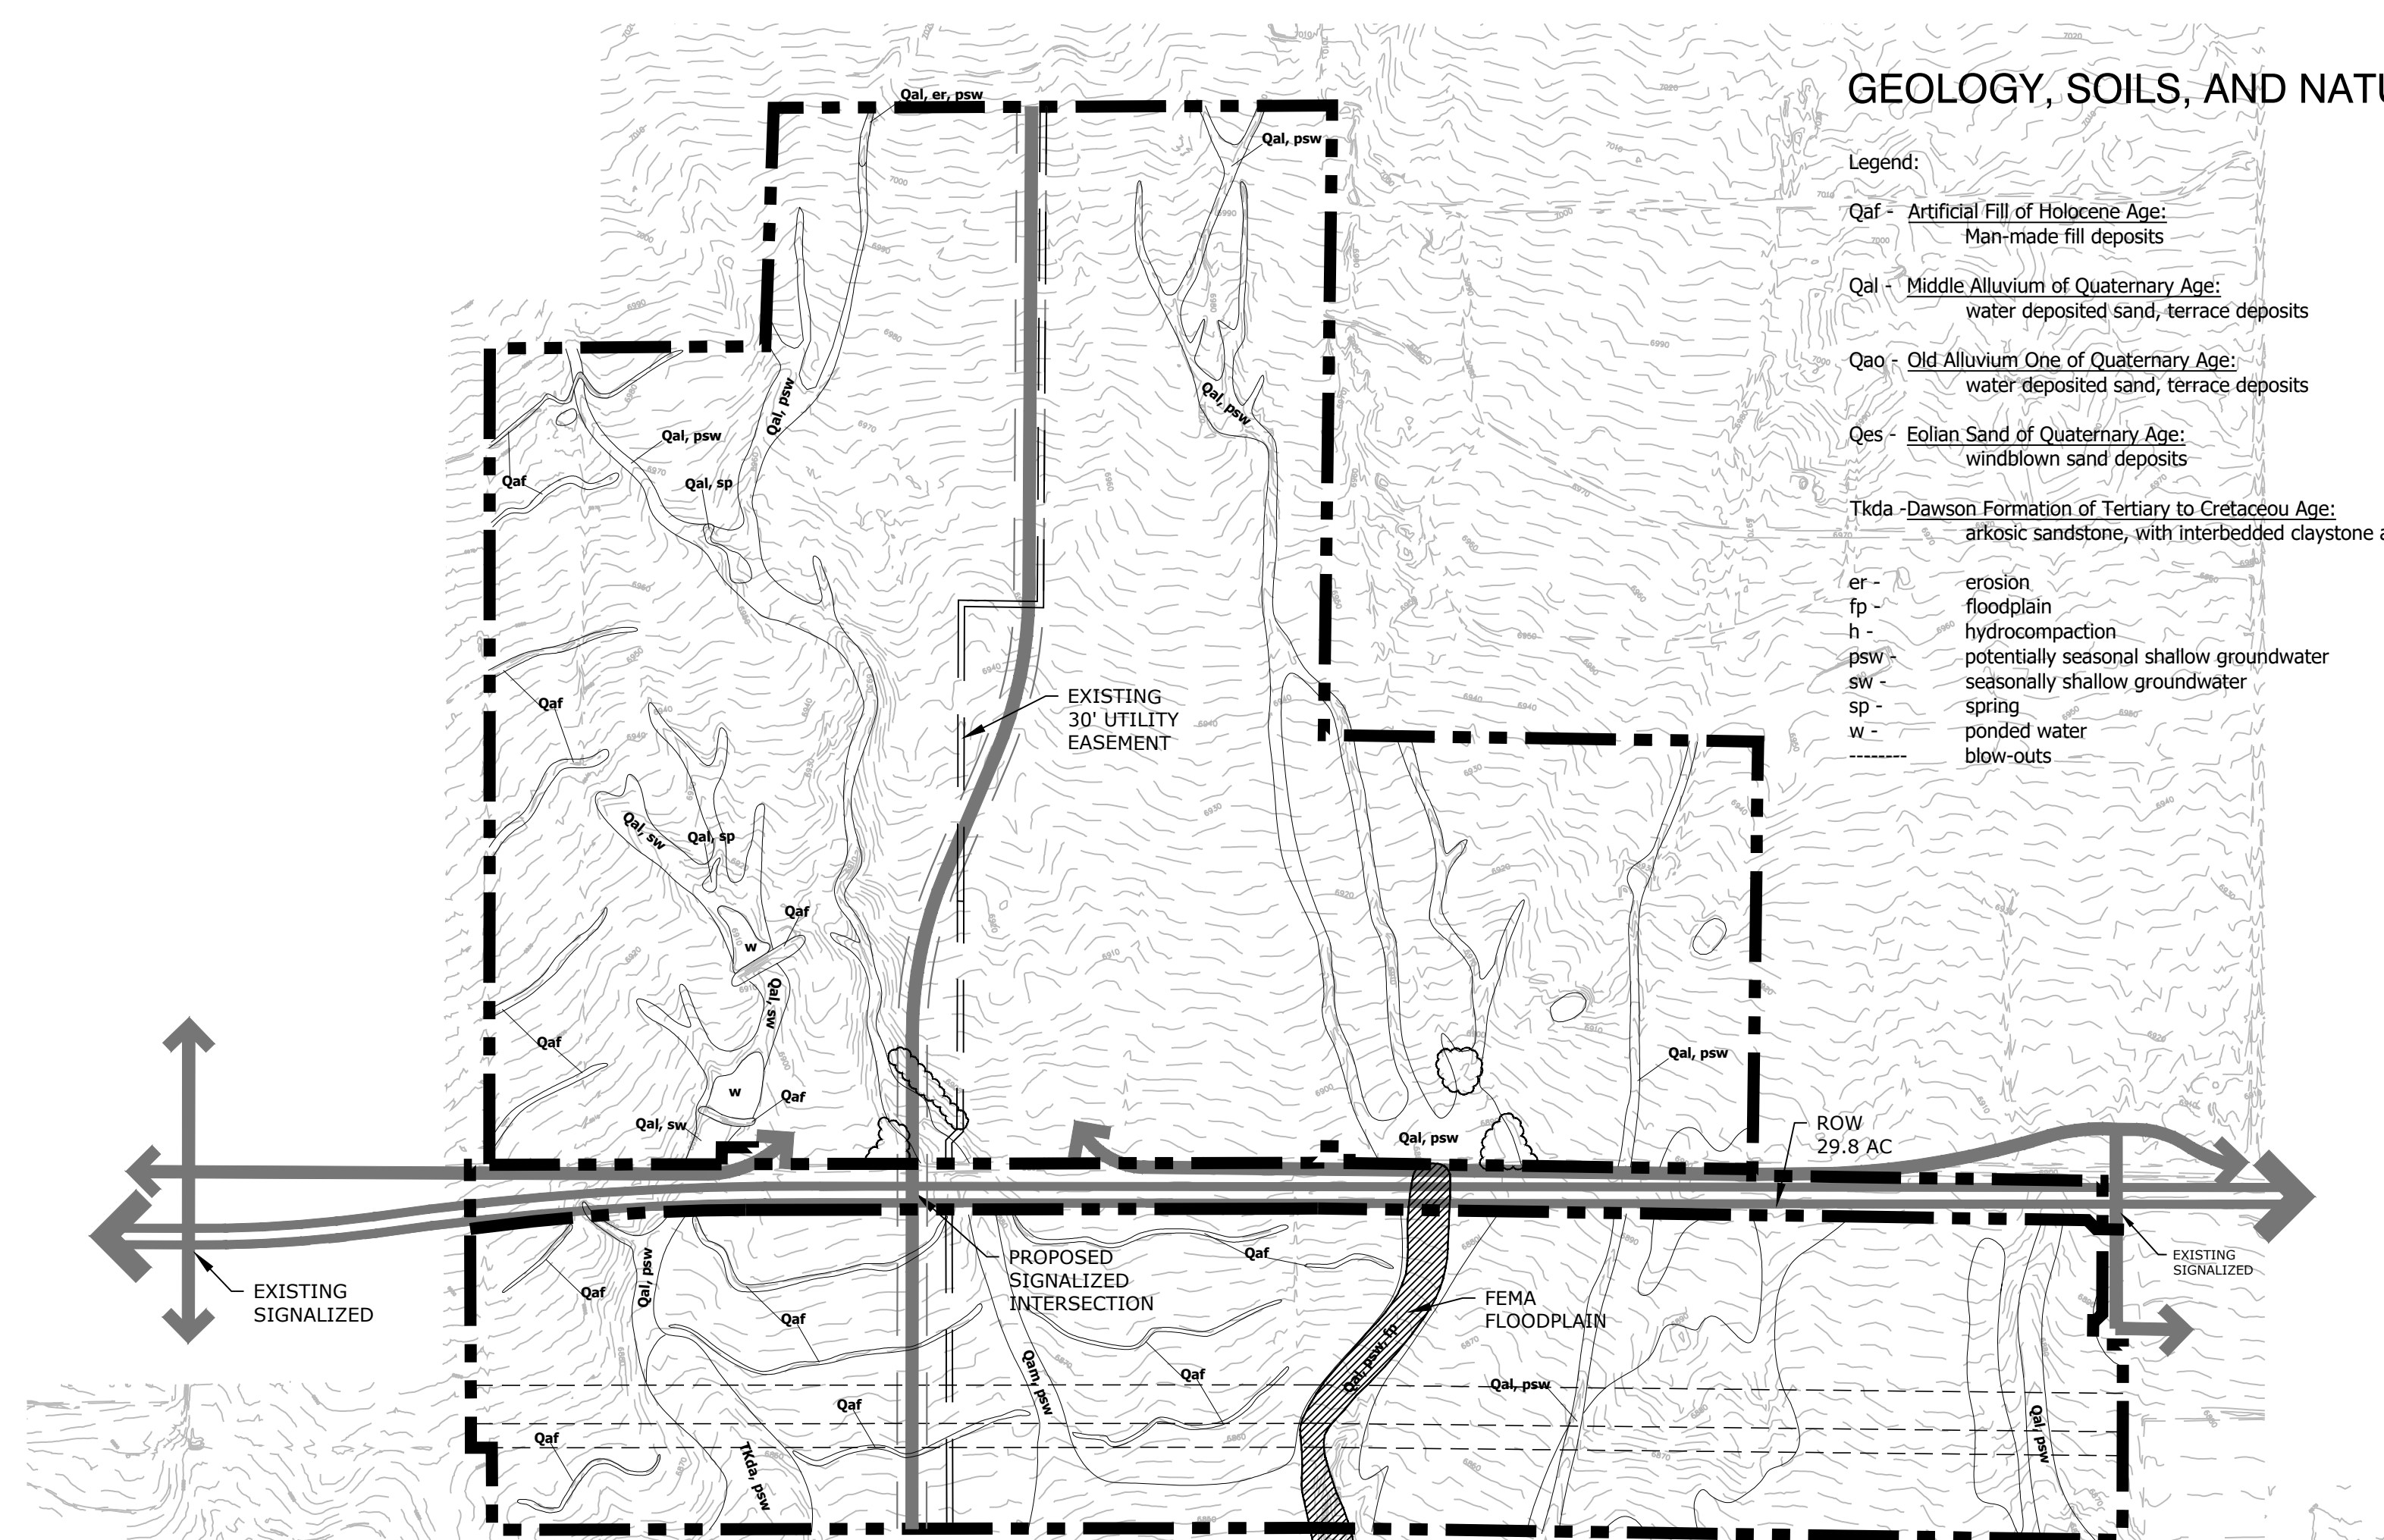 GEOLOGY, SOILS, AND NATU
Legend:
Qaf - Artificial Fill of Holocene Age:
Man-made fill deposits
Qal - Middle Alluvium of Quaternary Age:
water deposited sand, terrace deposits
Qao - Old Alluvium One of Quaternary Age:
water deposited sand, terrace deposits
Qes - Eolian Sand of Quaternary Age:
windblown sand deposits
Tkda -Dawson Formation of Tertiary to Cretaceou Age:
arkosic sandstone, with interbedded claystone a
er - erosion
fp - floodplain
h - hydrocompaction
psw - potentially seasonal shallow groundwater
sw - seasonally shallow groundwater
sp - spring
w - ponded water
-------- blow-outs
Qal, er, psw
Qal, psw
Qal, psw
Qal, psw
Qal, psw
Qaf
Qal, sp
EXISTING
30' UTILITY
EASEMENT
Qaf
Qal, sw
Qal, sp
Qaf
w
Qal, sw
Qaf
w
Qaf
Qal, sw
Qal, psw
Qal, psw
ROW
29.8 AC
EXISTING
SIGNALIZED
EXISTING
SIGNALIZED
PROPOSED
SIGNALIZED
INTERSECTION
FEMA
FLOODPLAIN
Qaf
Qal, psw
Qaf
Qaf
Qal, psw, fp
Qam, psw
Qaf
Qal, psw
Qaf
Qaf
TKda, psw
Qal, psw